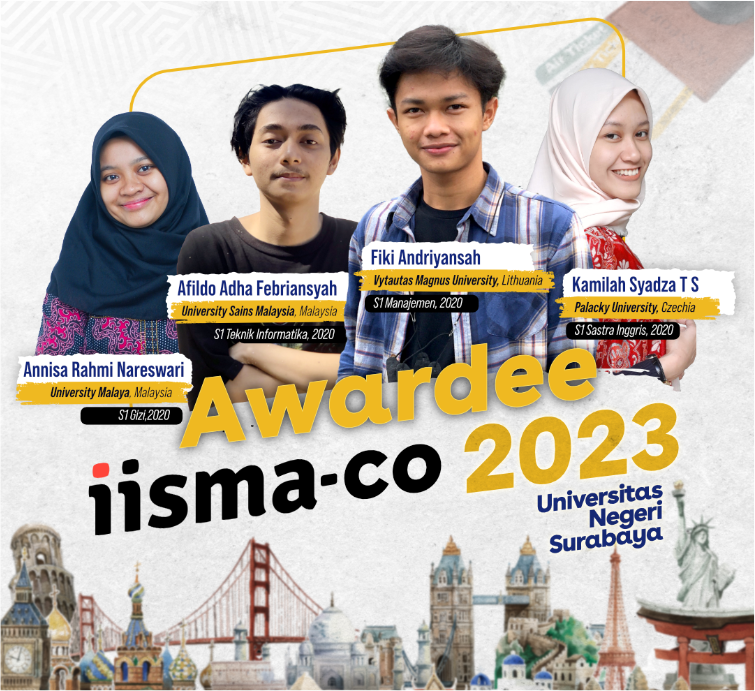 Air Ticket
Fiki Andriyansah
Vytautas Magnus University, Lithuania
S1 Manajemen, 2020
Afildo Adha Febriansyah
University Sains Malaysia, Malaysia
S1 Teknik Informatika, 2020
Kamilah Syadza T S
Palacky University, Czechia
S1 Sastra Inggris, 2020
Annisa Rahmi Nareswari
University Malaya, Malaysia
S1 Gizi,2020
Awardee
iisma-co 2023
Universitas
Negeri
Surabaya